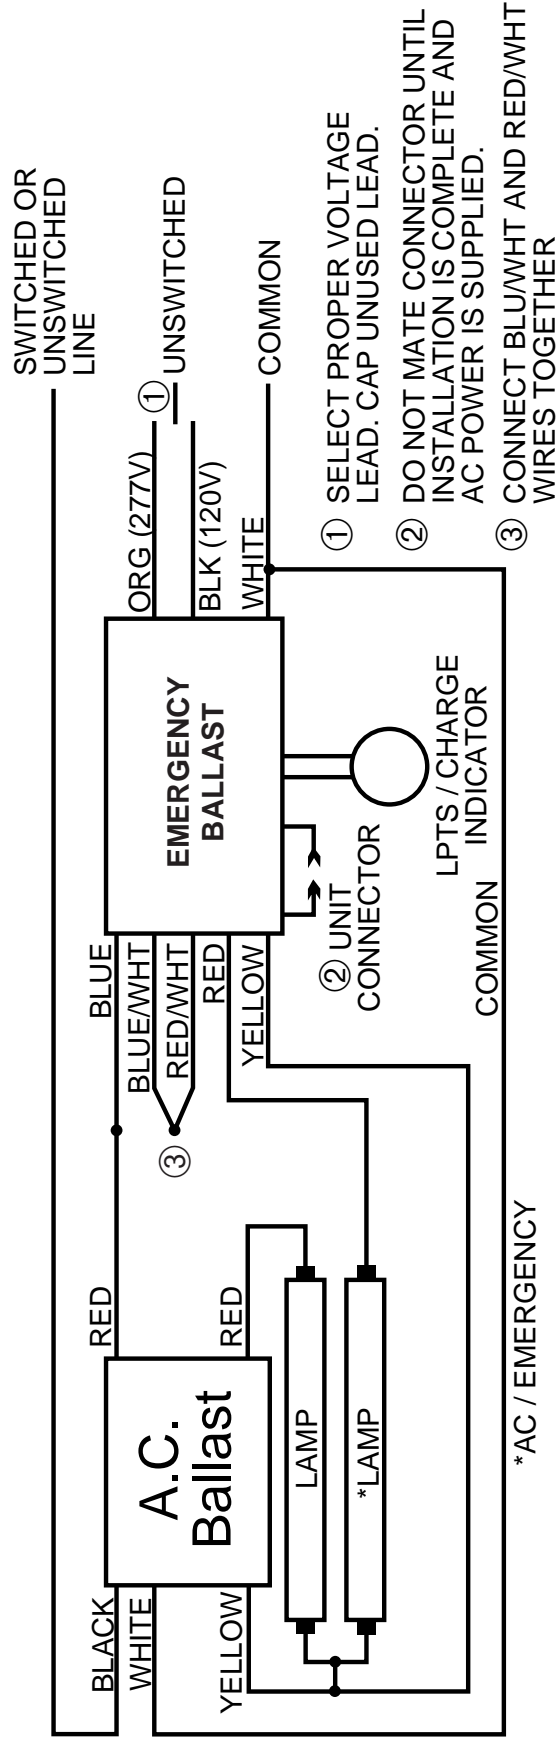 SWITCHED OR
UNSWITCHED
LINE
ORG (277V)
① UNSWITCHED
BLK (120V)
WHITE
COMMON
EMERGENCY
BALLAST
BLUE
BLUE/WHT
RED/WHT
RED
YELLOW
③
② UNIT
CONNECTOR
LPTS / CHARGE
INDICATOR
COMMON
RED
RED
A.C.
Ballast
BLACK
WHITE
YELLOW
LAMP
*LAMP
*AC / EMERGENCY
① SELECT PROPER VOLTAGE
LEAD. CAP UNUSED LEAD.
② DO NOT MATE CONNECTOR UNTIL
INSTALLATION IS COMPLETE AND
AC POWER IS SUPPLIED.
③ CONNECT BLU/WHT AND RED/WHT
WIRES TOGETHER